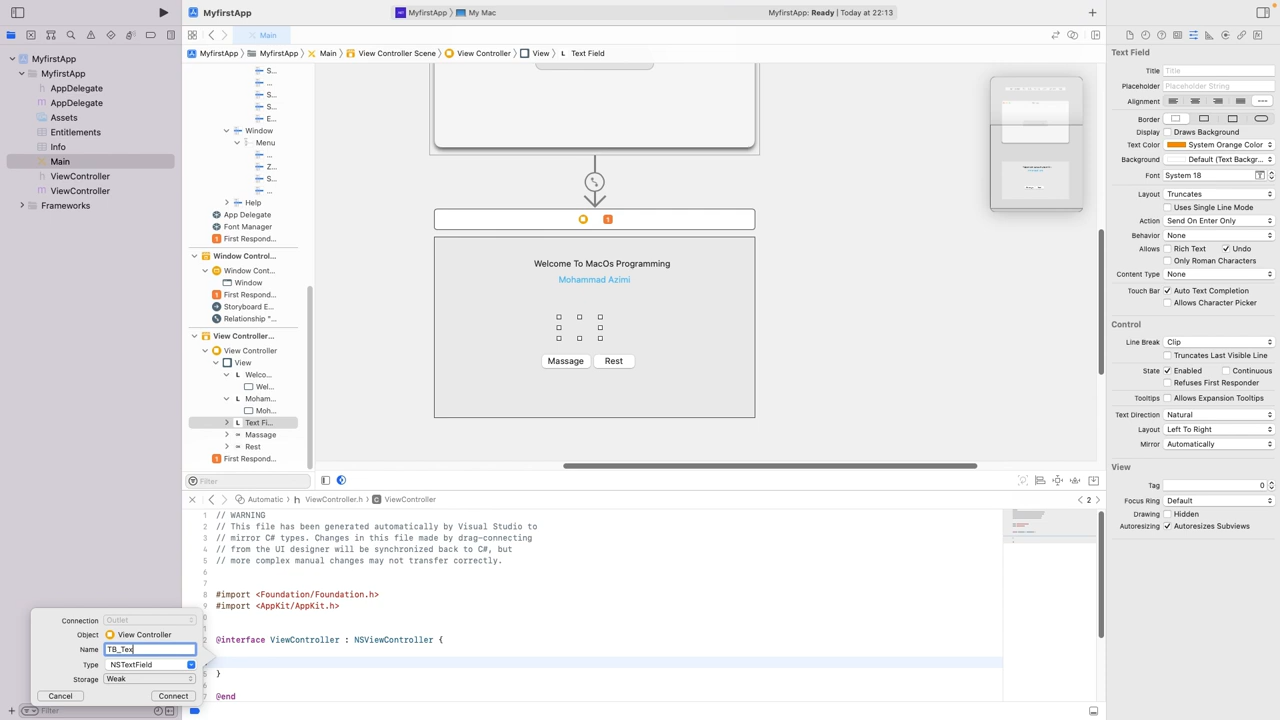 MyfirstApp
MyfirstApp
My Mac
MyfirstApp: Ready | Today at 22:13
Main
MyfirstApp
MyfirstApp
Main
View Controller Scene
View Controller
View
L
Text Field
MyfirstApp
MyfirstApp
h AppDelegate
m AppDelegate
Assets
Entitlements
Info
Main
h ViewController
m ViewController
Frameworks
S...
...
S...
S...
E...
Window
Menu
...
Z...
S...
...
Help
App Delegate
Font Manager
First Respond...
Window Control...
Window Cont...
Window
First Respond...
Storyboard E...
Relationship "...
View Controller...
View Controller
View
L Welco...
Wel...
L Moham...
Moh...
L Text Fi...
Massage
Rest
First Respond...
Filter
Welcome To MacOs Programming
Mohammad Azimi
Massage
Rest
Automatic
h ViewController.h
C ViewController
2
1 // WARNING
2 // This file has been generated automatically by Visual Studio to
3 // mirror C# types. Changes in this file made by drag-connecting
4 // from the UI designer will be synchronized back to C#, but
5 // more complex manual changes may not transfer correctly.
6
7
8 #import <Foundation/Foundation.h>
9 #import <AppKit/AppKit.h>
@interface ViewController : NSViewController {
}
@end
Connection Outlet
Object View Controller
Name TB_Tex
Type NSTextField
Storage Weak
Cancel
Connect
Filter
Text Field
Title Title
Placeholder Placeholder String
Alignment
Border
Display Draws Background
Text Color System Orange Color
Background Default (Text Backgr...
Font System 18
Layout Truncates
Uses Single Line Mode
Action Send On Enter Only
Behavior None
Allows Rich Text Undo
Only Roman Characters
Content Type None
Touch Bar Auto Text Completion
Allows Character Picker
Control
Line Break Clip
Truncates Last Visible Line
State Enabled Continuous
Refuses First Responder
Tooltips Allows Expansion Tooltips
Text Direction Natural
Layout Left To Right
Mirror Automatically
View
Tag 0
Focus Ring Default
Drawing Hidden
Autoresizing Autoresizes Subviews